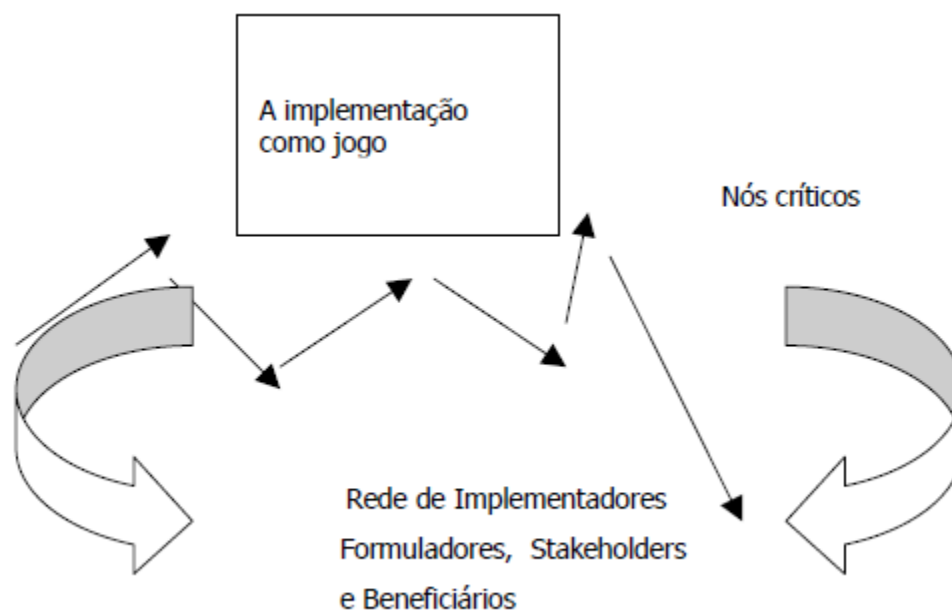 A implementação
como jogo
Nós críticos
Rede de Implementadores
Formuladores, Stakeholders
e Beneficiários